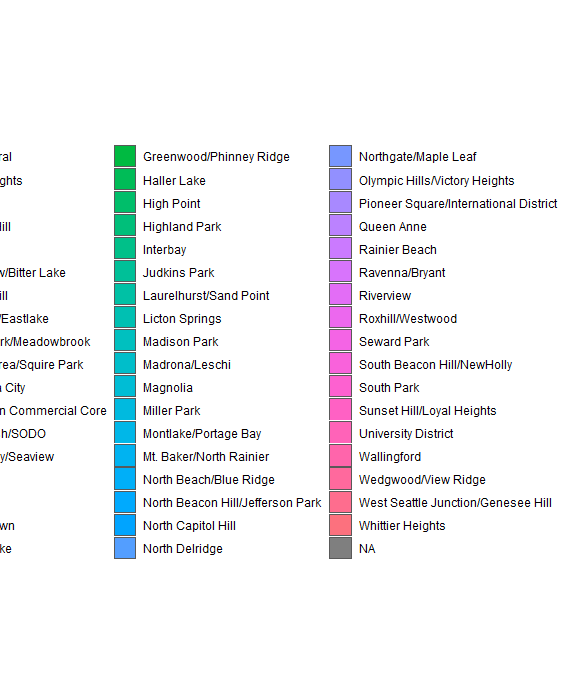 ral
ghts
ill
w/Bitter Lake
ill
/Eastlake
rk/Meadowbrook
rea/Squire Park
a City
n Commercial Core
h/SODO
y/Seaview
wn
ke
Greenwood/Phinney Ridge
Haller Lake
High Point
Highland Park
Interbay
Judkins Park
Laurelhurst/Sand Point
Licton Springs
Madison Park
Madrona/Leschi
Magnolia
Miller Park
Montlake/Portage Bay
Mt. Baker/North Rainier
North Beach/Blue Ridge
North Beacon Hill/Jefferson Park
North Capitol Hill
North Delridge
Northgate/Maple Leaf
Olympic Hills/Victory Heights
Pioneer Square/International District
Queen Anne
Rainier Beach
Ravenna/Bryant
Riverview
Roxhill/Westwood
Seward Park
South Beacon Hill/NewHolly
South Park
Sunset Hill/Loyal Heights
University District
Wallingford
Wedgwood/View Ridge
West Seattle Junction/Genesee Hill
Whittier Heights
NA